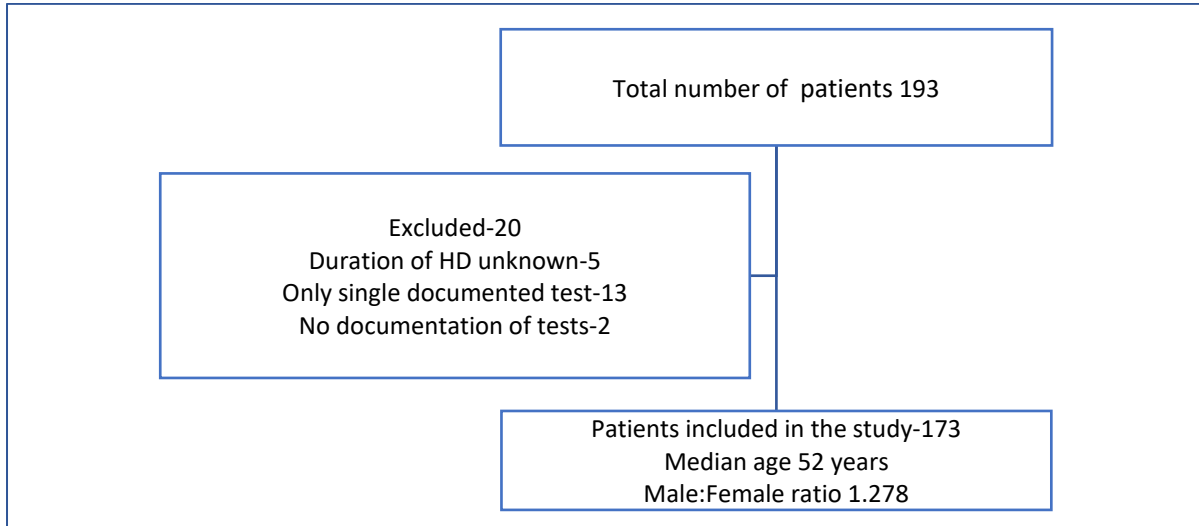 Total number of patients 193
Excluded-20
Duration of HD unknown-5
Only single documented test-13
No documentation of tests-2
Patients included in the study-173
Median age 52 years
Male:Female ratio 1.278